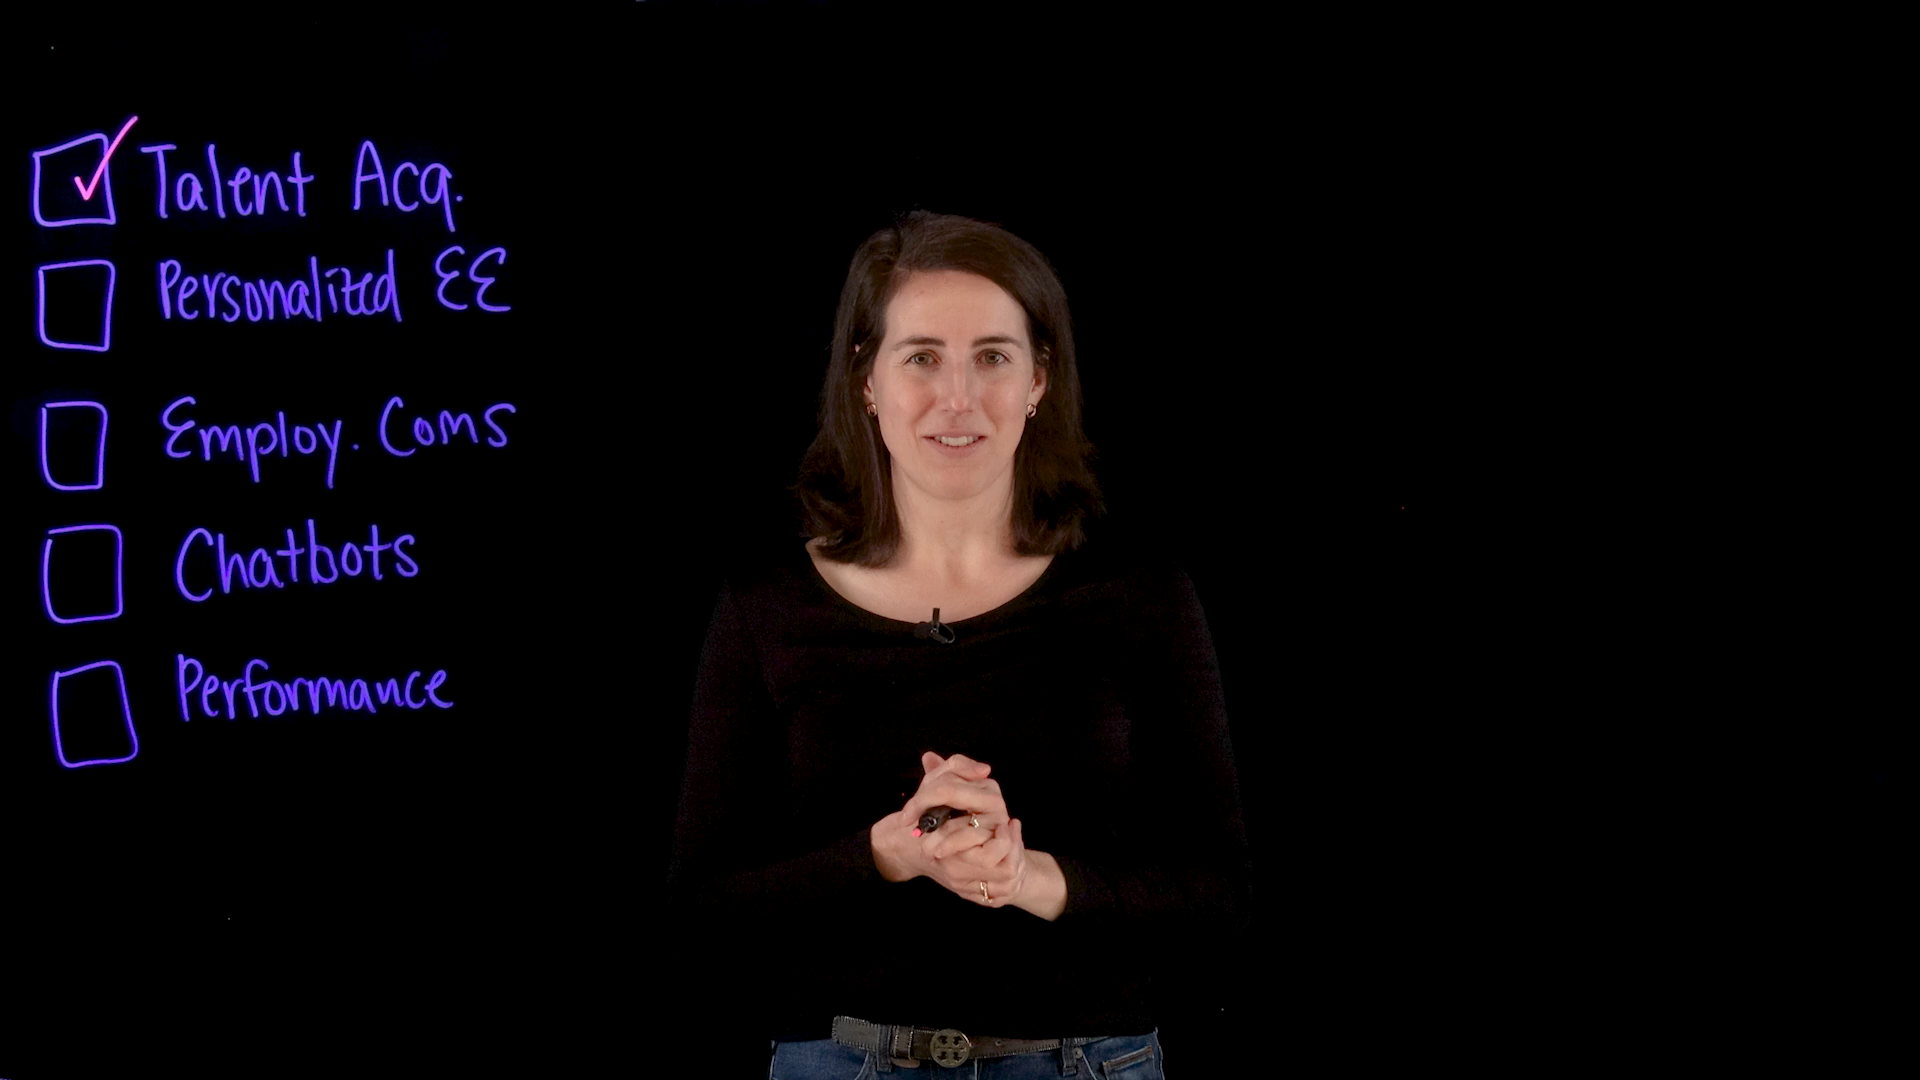 Talent Acq.
Personalized EE
Employ. Coms
Chatbots
Performance